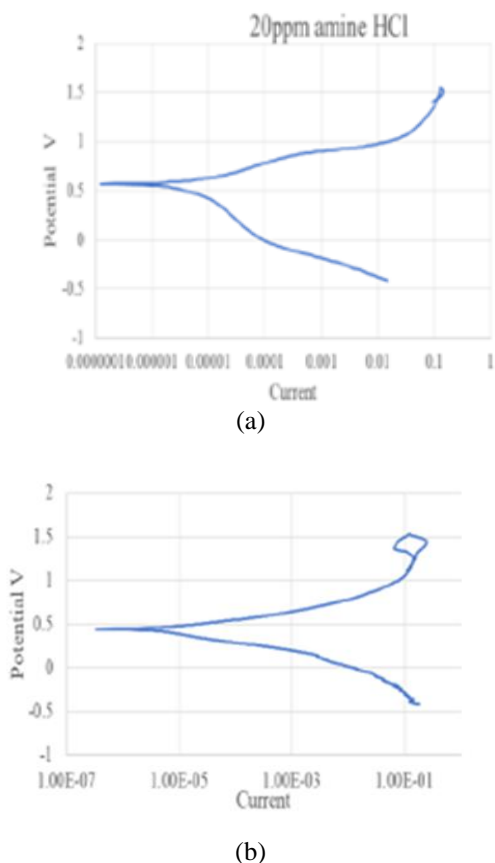 20ppm amine HCl
2
1.5
1
0.5
0
-0.5
-1
Potential V
0.0000001 0.000001 0.00001 0.0001 0.001 0.01 0.1 1
Current
(a)
2
1.5
1
0.5
0
-0.5
-1
Potential V
1.00E-07 1.00E-05 1.00E-03 1.00E-01
Current
(b)